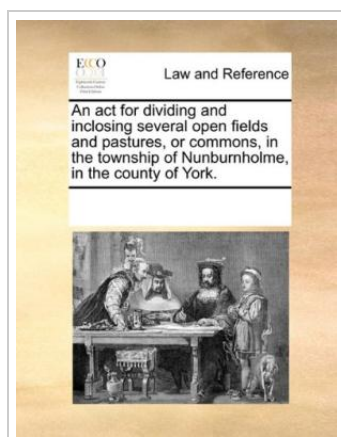 ECCO
Law and Reference
An act for dividing and
inclosing several open fields
and pastures, or commons, in
the township of Nunburnholme,
in the county of York.